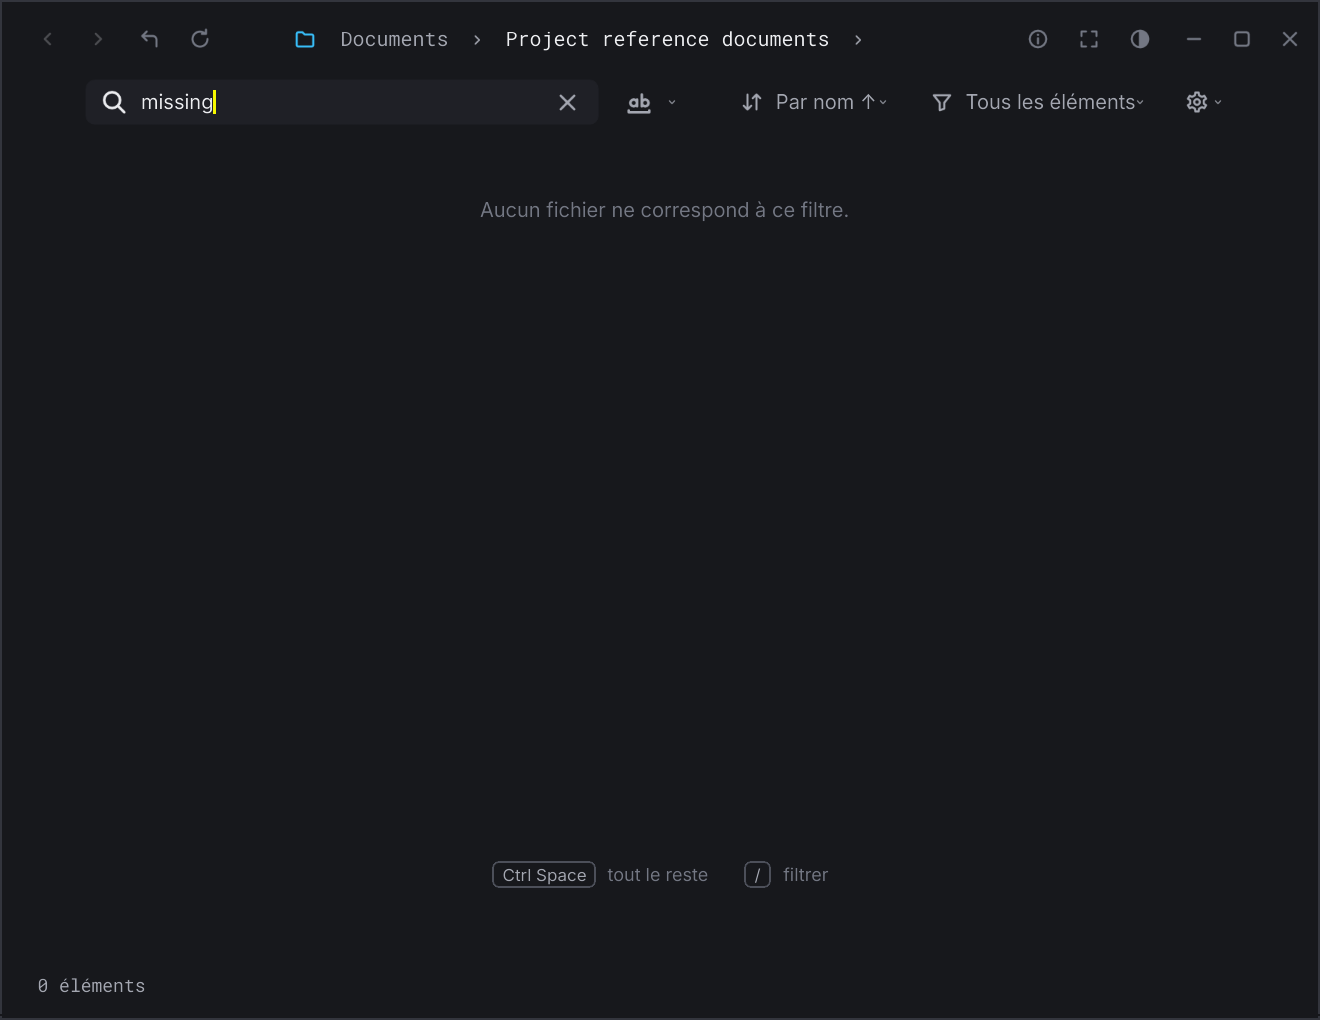 Documents › Project reference documents ›
missing ab Par nom ↑ Tous les éléments
Aucun fichier ne correspond à ce filtre.
Ctrl Space tout le reste / filtrer
0 éléments